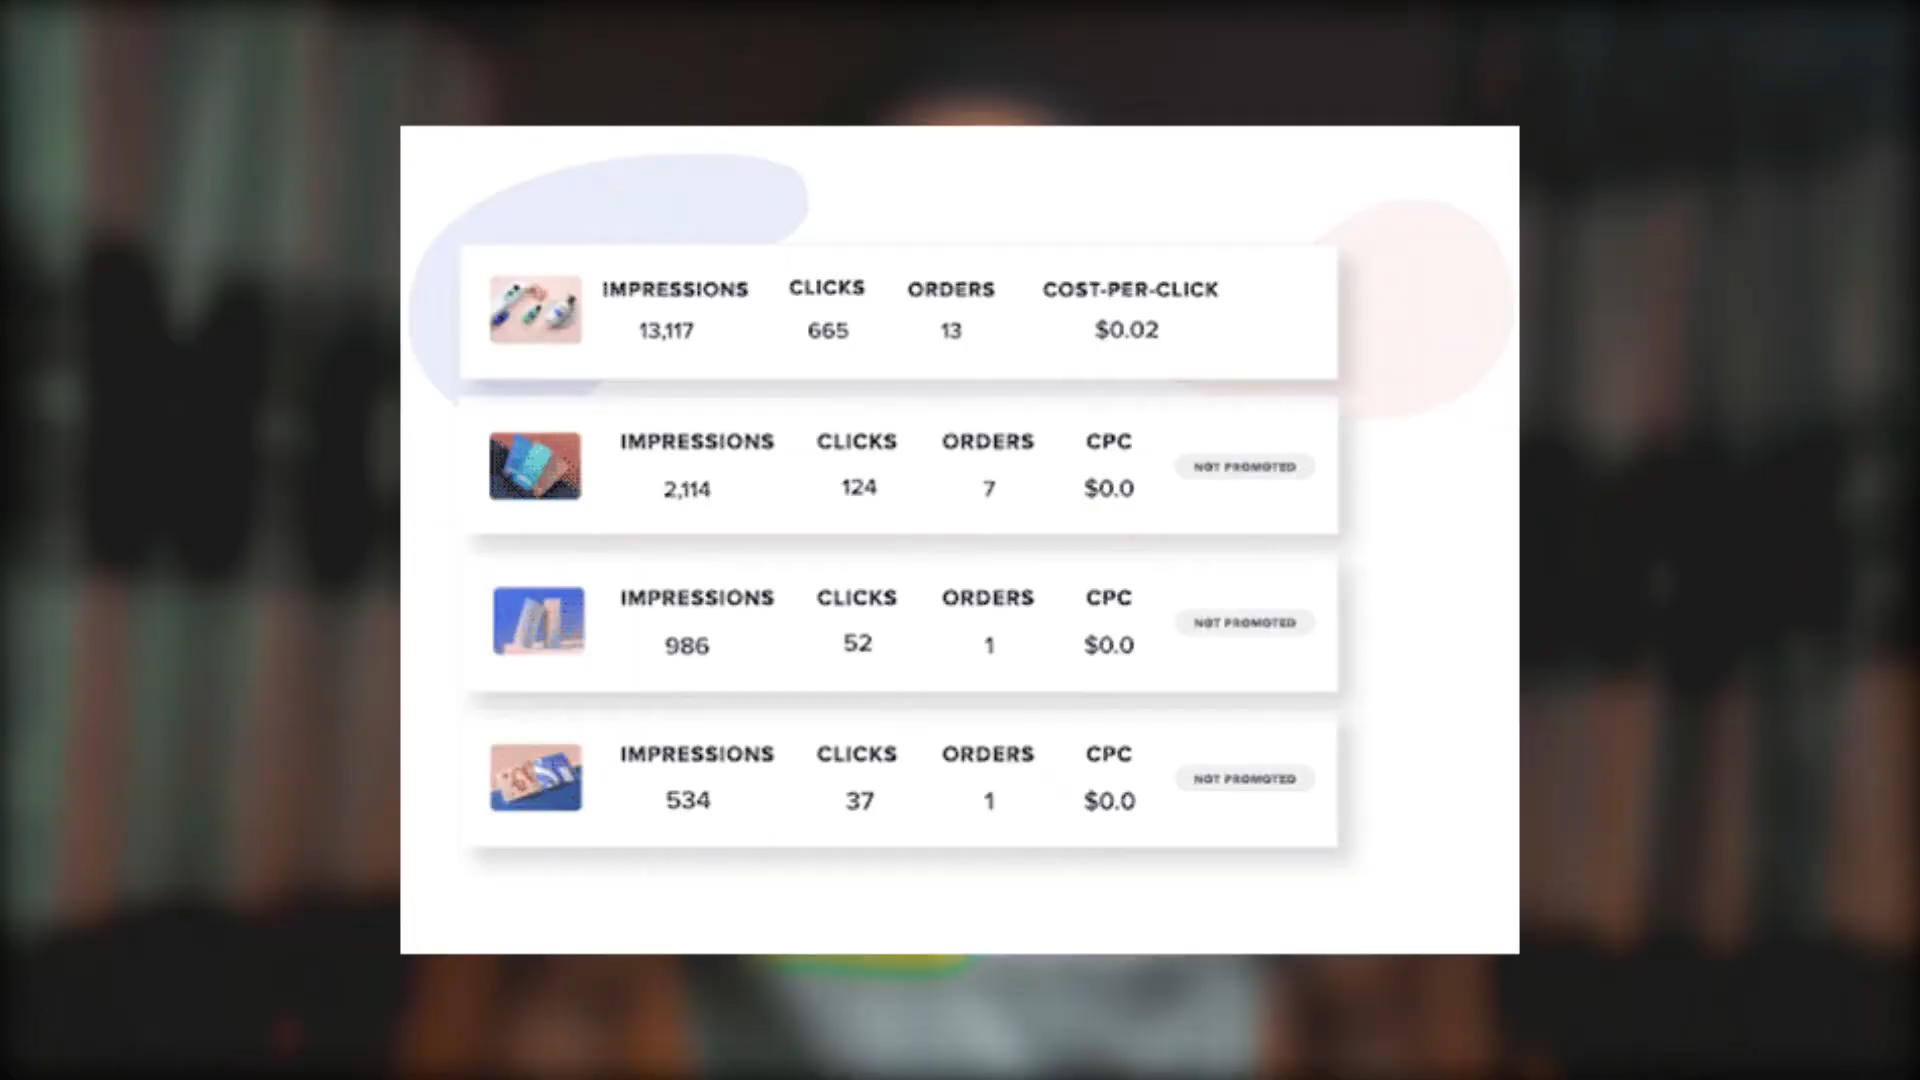 IMPRESSIONS CLICKS ORDERS COST-PER-CLICK
13,117 665 13 $0.02
IMPRESSIONS CLICKS ORDERS CPC
2,114 124 7 $0.0 NOT PROMOTED
IMPRESSIONS CLICKS ORDERS CPC
986 52 1 $0.0 NOT PROMOTED
IMPRESSIONS CLICKS ORDERS CPC
534 37 1 $0.0 NOT PROMOTED